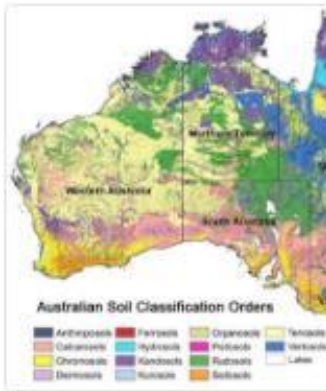 Northern Territory
Western Australia
South Australia
Australian Soil Classification Orders
Anthroposols Ferrosols Organosols Tenosols
Calcarosols Hydrosols Podosols Vertosols
Chromosols Kandosols Rudosols Lakes
Dermosols Kurosols Sodosols